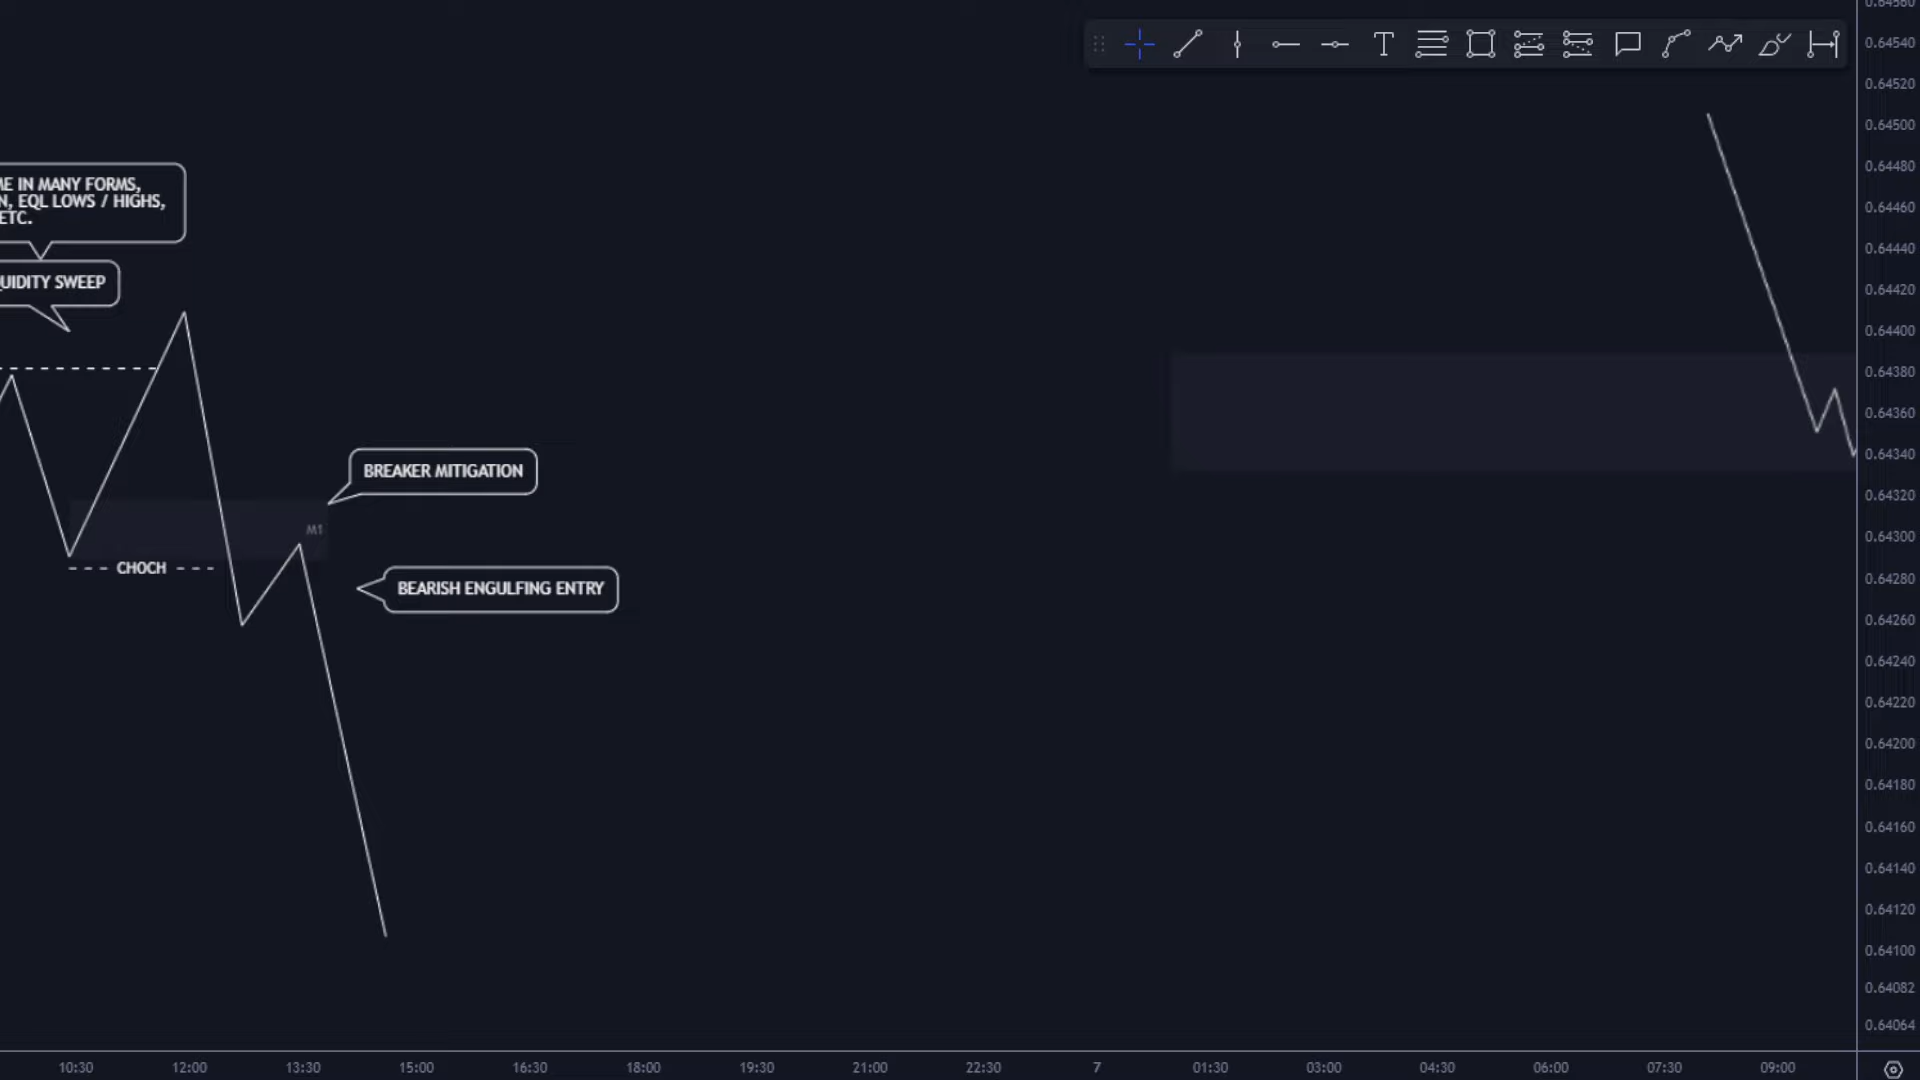 0.64560
0.64540
0.64520
0.64500
0.64480
0.64460
0.64440
0.64420
0.64400
0.64380
0.64360
0.64340
0.64320
0.64300
0.64280
0.64260
0.64240
0.64220
0.64200
0.64180
0.64160
0.64140
0.64120
0.64100
0.64082
0.64064
IN MANY FORMS,
EQL LOWS / HIGHS,
ETC.
UIDITY SWEEP
BREAKER MITIGATION
M1
CHOCH
BEARISH ENGULFING ENTRY
10:30 12:00 13:30 15:00 16:30 18:00 19:30 21:00 22:30 7 01:30 03:00 04:30 06:00 07:30 09:00